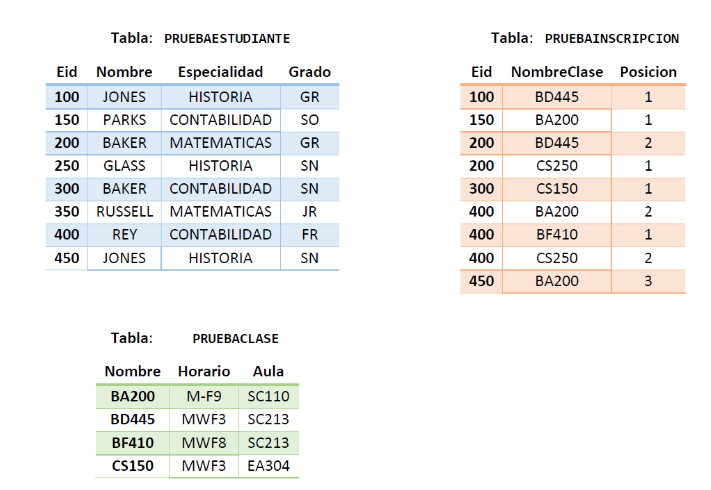 Tabla: PRUEBAESTUDIANTE
Eid Nombre Especialidad Grado
100 JONES HISTORIA GR
150 PARKS CONTABILIDAD SO
200 BAKER MATEMATICAS GR
250 GLASS HISTORIA SN
300 BAKER CONTABILIDAD SN
350 RUSSELL MATEMATICAS JR
400 REY CONTABILIDAD FR
450 JONES HISTORIA SN
Tabla: PRUEBAINSCRIPCION
Eid NombreClase Posicion
100 BD445 1
150 BA200 1
200 BD445 2
200 CS250 1
300 CS150 1
400 BA200 2
400 BF410 1
400 CS250 2
450 BA200 3
Tabla: PRUEBACLASE
Nombre Horario Aula
BA200 M-F9 SC110
BD445 MWF3 SC213
BF410 MWF8 SC213
CS150 MWF3 EA304